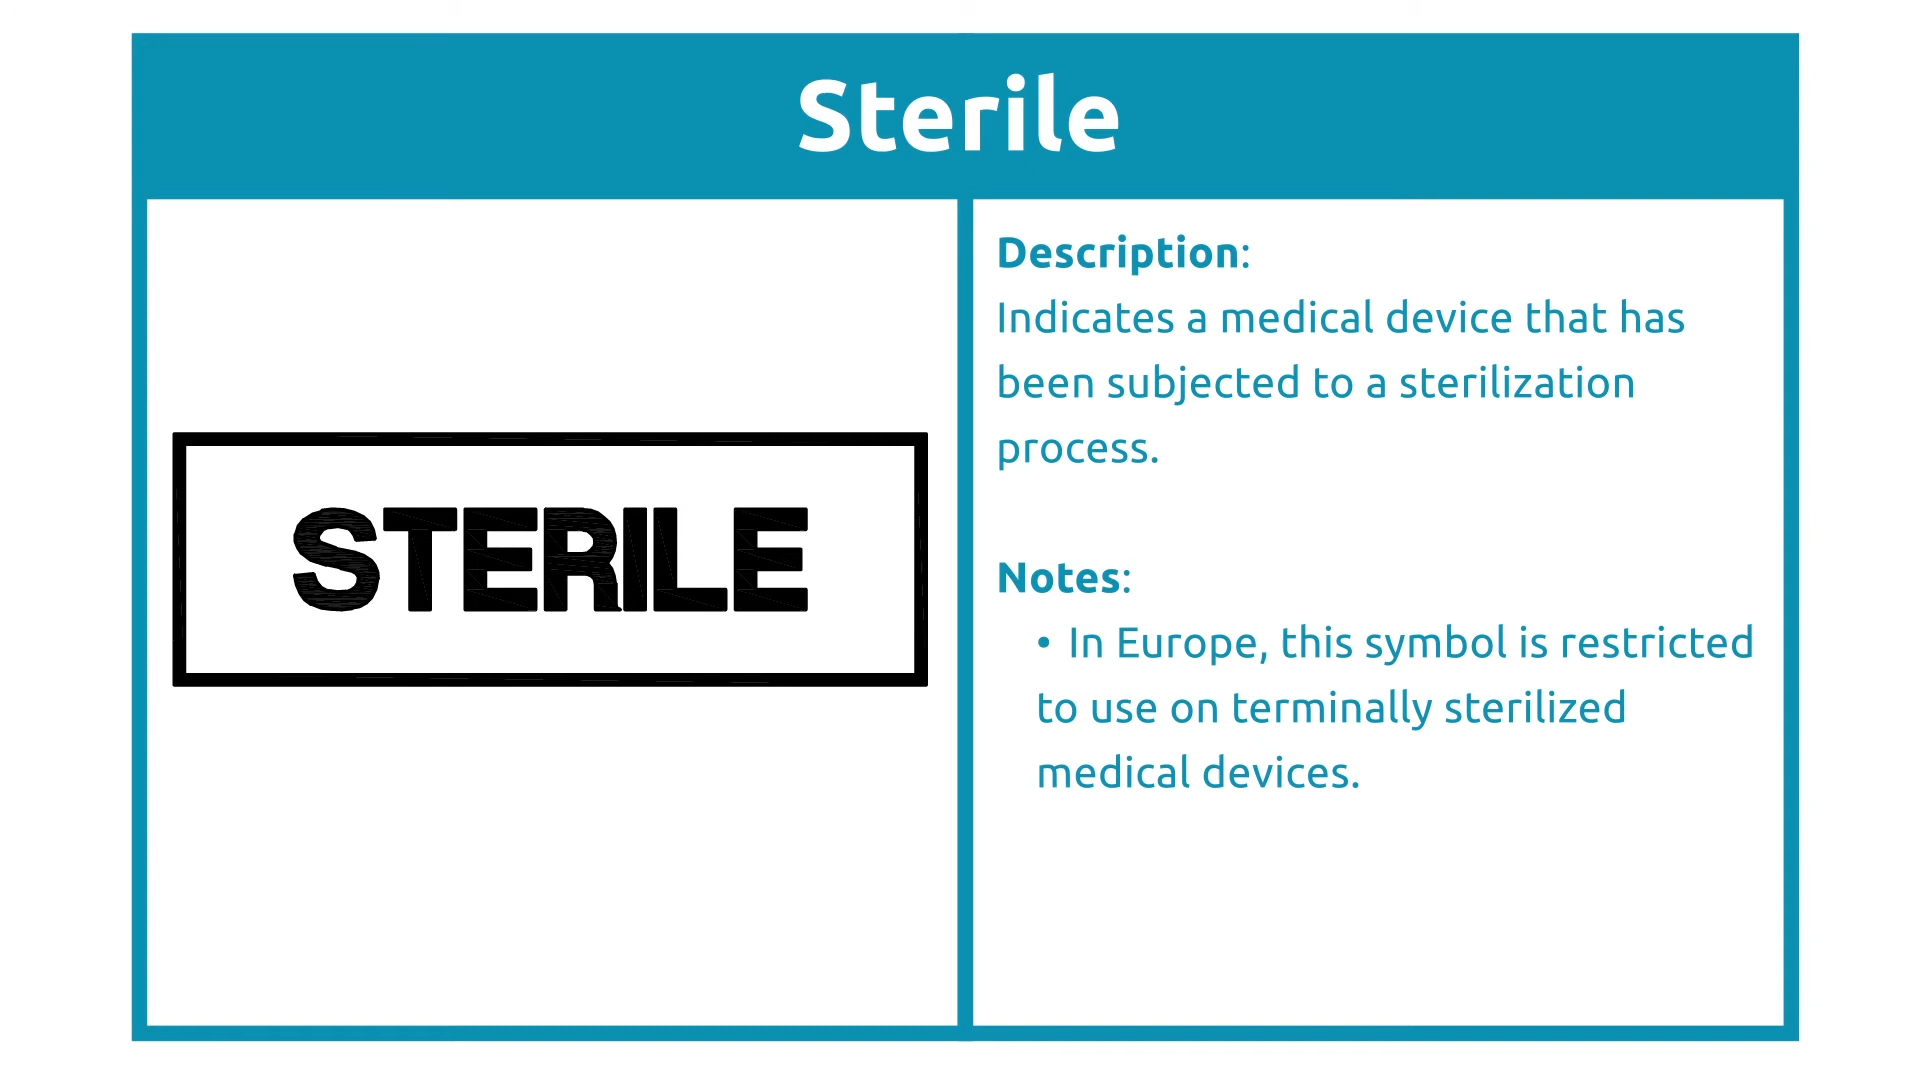 Sterile
STERILE
Description:
Indicates a medical device that has
been subjected to a sterilization
process.
Notes:
• In Europe, this symbol is restricted
to use on terminally sterilized
medical devices.